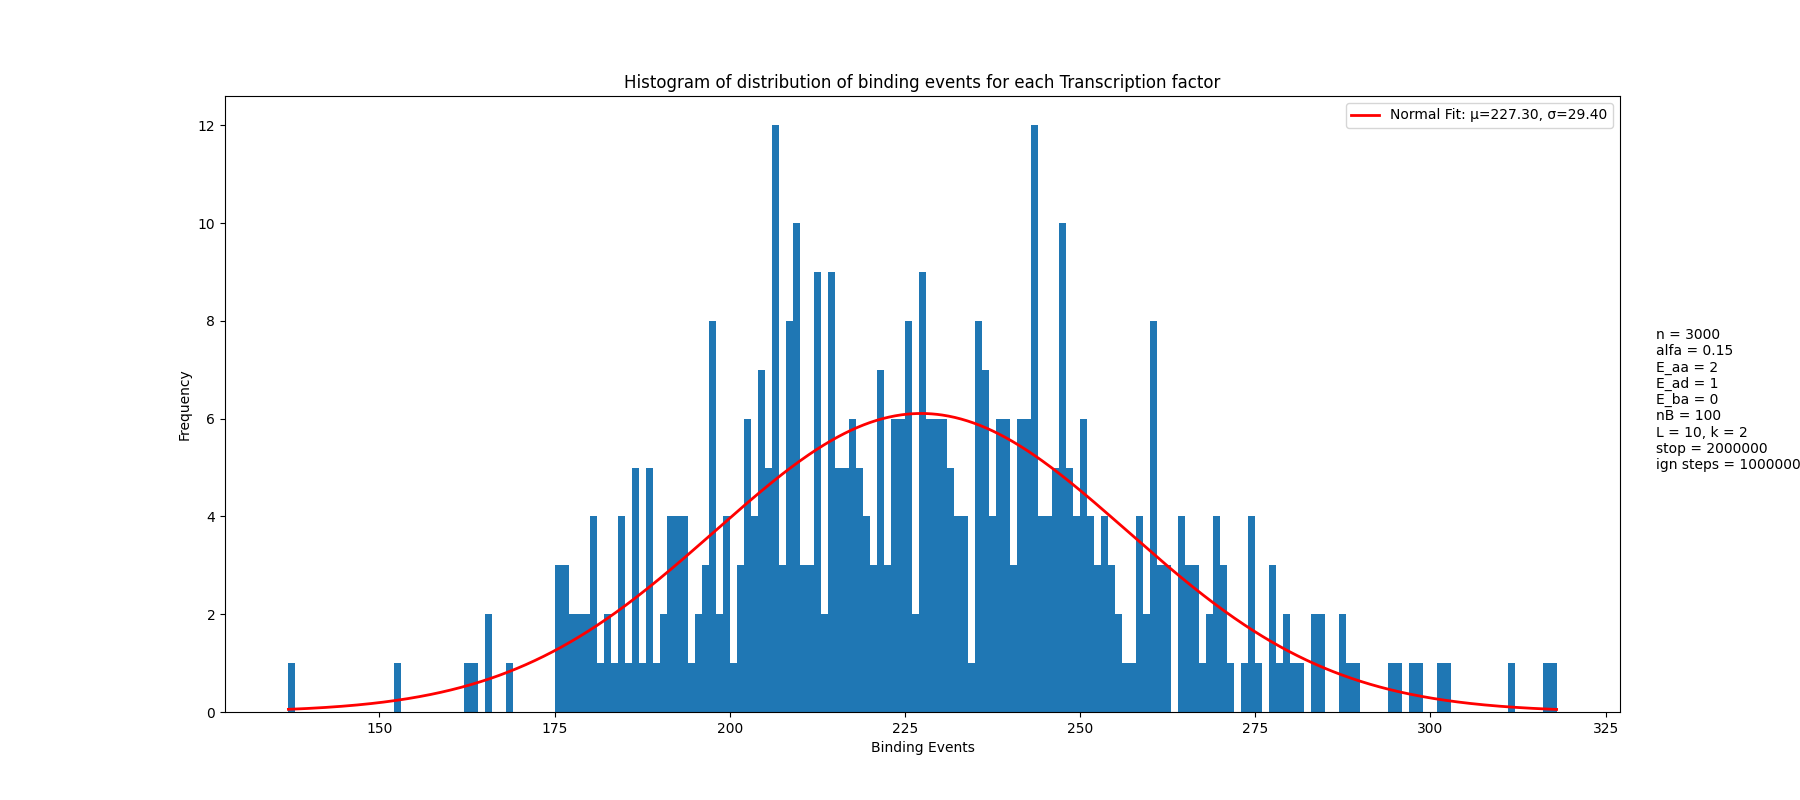 Histogram of distribution of binding events for each Transcription factor
Normal Fit: μ=227.30, σ=29.40
12
10
8
6
4
2
0
Frequency
150
175
200
225
250
275
300
325
Binding Events
n = 3000
alfa = 0.15
E_aa = 2
E_ad = 1
E_ba = 0
nB = 100
L = 10, k = 2
stop = 2000000
ign steps = 1000000